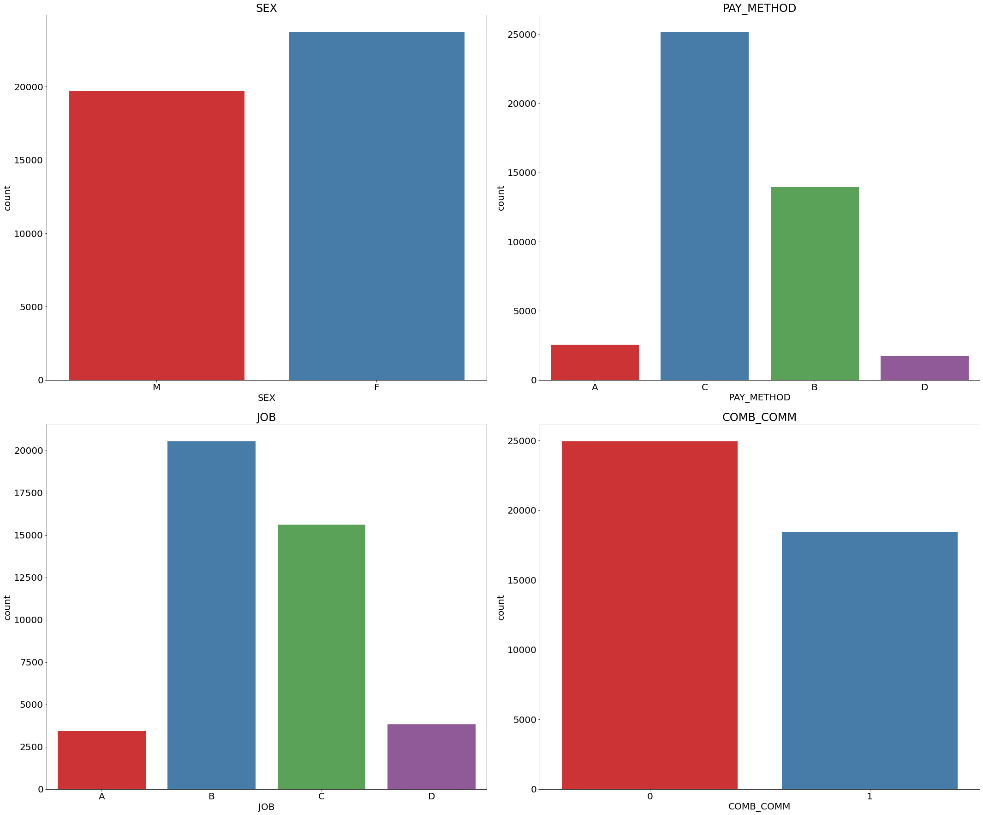 SEX
20000
15000
10000
5000
0
count
M F
SEX
PAY_METHOD
25000
20000
15000
10000
5000
0
count
A C B D
PAY_METHOD
JOB
20000
17500
15000
12500
10000
7500
5000
2500
0
count
A B C D
JOB
COMB_COMM
25000
20000
15000
10000
5000
0
count
0 1
COMB_COMM